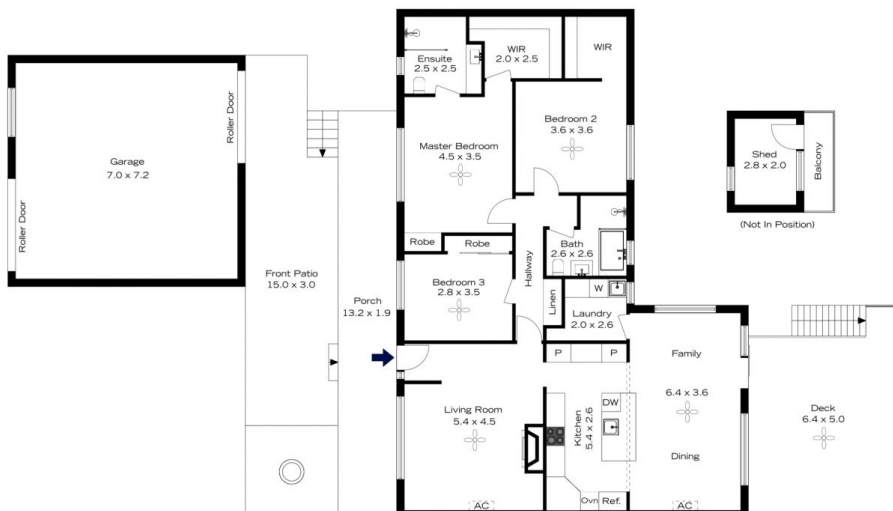 Ensuite
2.5 x 2.5
WIR
2.0 x 2.5
WIR
Roller Door
Garage
7.0 x 7.2
Roller Door
Master Bedroom
4.5 x 3.5
Bedroom 2
3.6 x 3.6
Shed
2.8 x 2.0
Balcony
(Not In Position)
Robe
Robe
Hallway
Bath
2.6 x 2.6
Front Patio
15.0 x 3.0
Porch
13.2 x 1.9
Bedroom 3
2.8 x 3.5
Linen
W
Laundry
2.0 x 2.6
P
P
Family
6.4 x 3.6
Dining
Living Room
5.4 x 4.5
Kitchen
5.4 x 2.6
DW
Deck
6.4 x 5.0
AC
Ovn
Ref.
AC